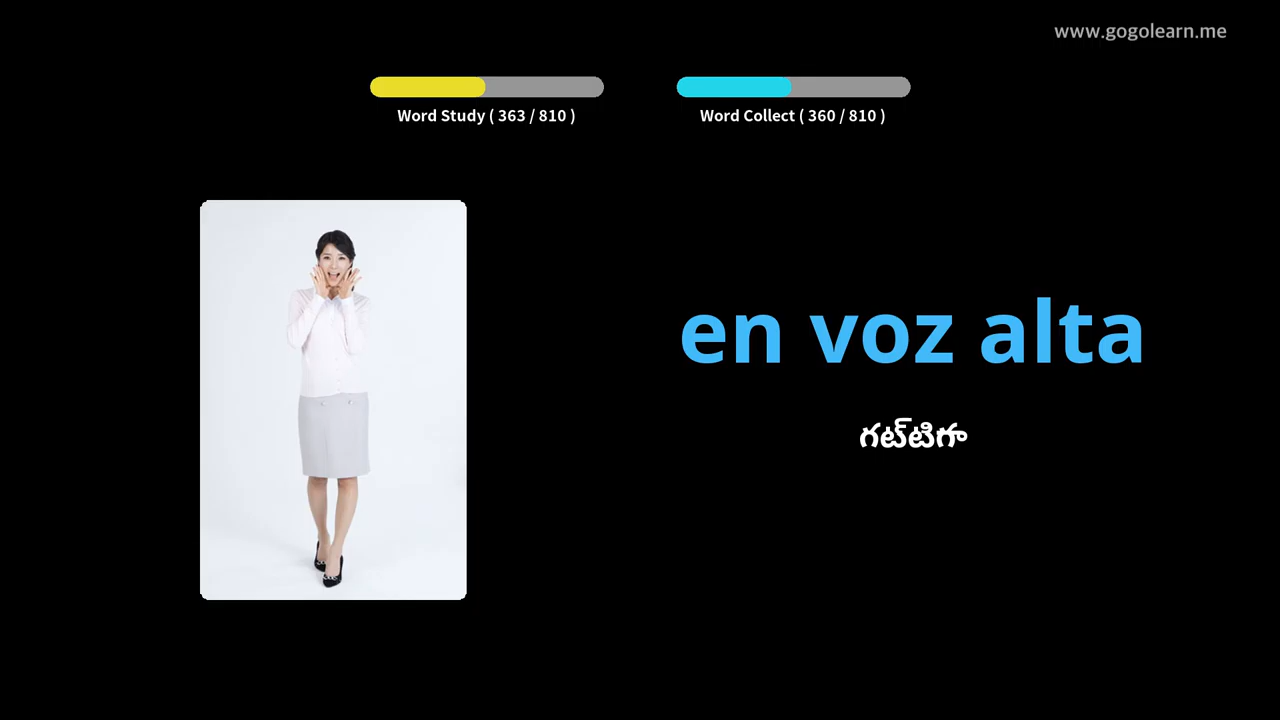 www.gogolearn.me
Word Study ( 363 / 810 )
Word Collect ( 360 / 810 )
en voz alta
గట్‌టిగా